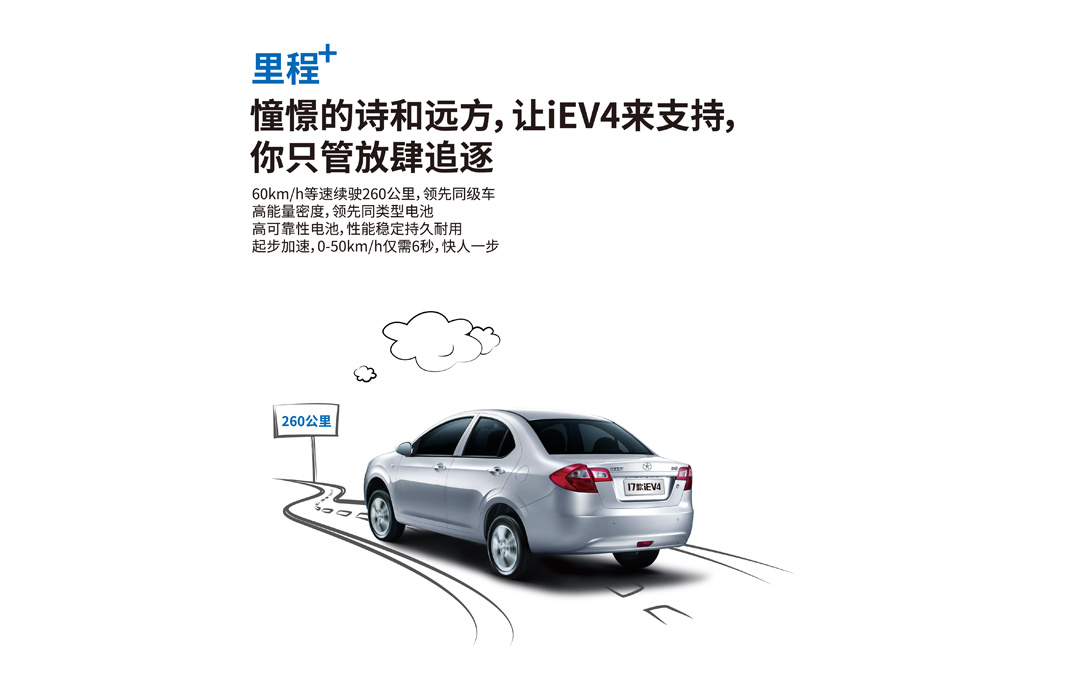 里程+
憧憬的诗和远方，让iEV4来支持，
你只管放肆追逐
60km/h等速续驶260公里，领先同级车
高能量密度，领先同类型电池
高可靠性电池，性能稳定持久耐用
起步加速，0-50km/h仅需6秒，快人一步
260公里
17款iEV4